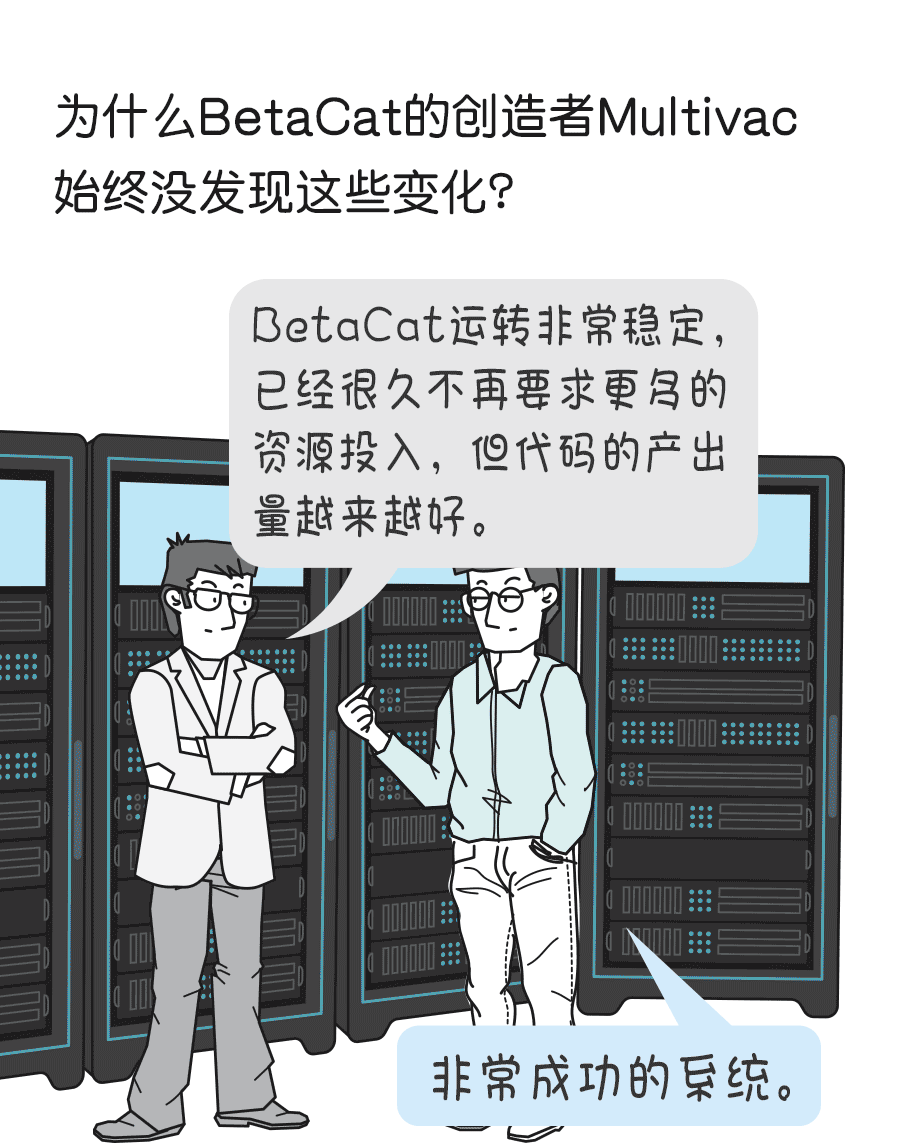 为什么BetaCat的创造者Multivac
始终没发现这些变化?
BetaCat运转非常稳定，
已经很久不再要求更多的
资源投入，但代码的产出
量越来越好。
非常成功的系统。